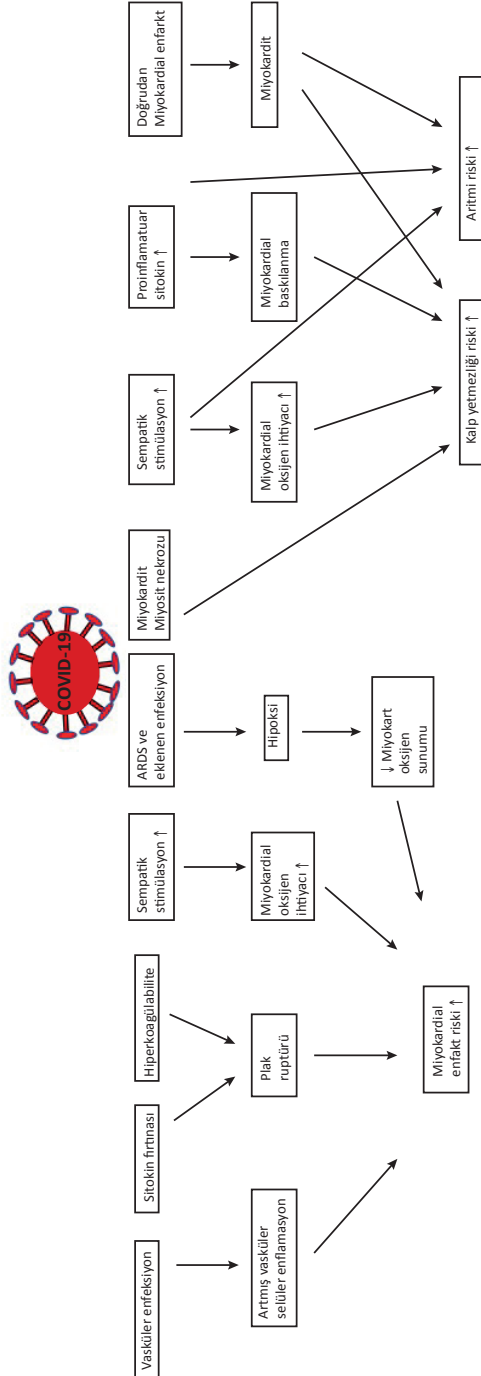 COVID-19
Vasküler enfeksiyon
Sitokin fırtınası
Hiperkoagülabilite
Sempatik
stimülasyon ↑
ARDS ve
eklenen enfeksiyon
Miyokardit
Miyosit nekrozu
Sempatik
stimülasyon ↑
Proinflamatuar
sitokin ↑
Doğrudan
Miyokardial enfarkt
Artmış vasküler
selüler enflamasyon
Plak
ruptürü
Miyokardial
oksijen
ihtiyacı ↑
Hipoksi
Miyokardial
oksijen ihtiyacı ↑
Miyokardial
baskılanma
Miyokardit
↓ Miyokart
oksijen
sunumu
Miyokardial
enfakt riski ↑
Kalp yetmezliği riski ↑
Aritmi riski ↑